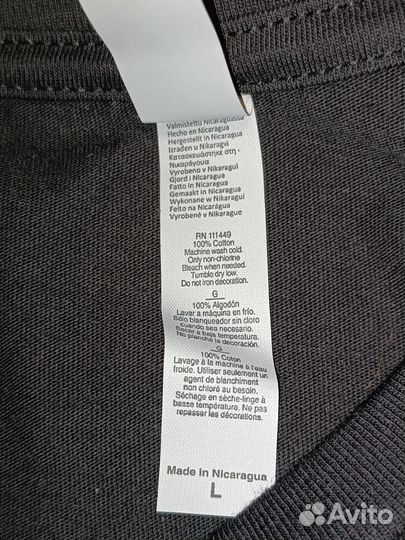 Valmistettu Nicaraguassa
Hecho en Nicaragua
Hergestellt in Nicaragua
Izrađen u Nikaragvi
Κατασκευάστηκε στη -
Νικαράγουα
Vyrobena v Nikaragui
Gjord i Nicaragua
Fatto in Nicaragua
Gemaakt in Nicaragua
Wykonane w Nikaragui
Feito na Nicarágua
Vyrobené v Nikarague
RN 111449
100% Cotton
Machine wash cold.
Only non-chlorine
Bleach when needed.
Tumble dry low.
Do not iron decoration.
G
100% Algodón
Lavar a máquina en frío.
Sólo blanqueador sin cloro
cuando sea necesario.
Secar a baja temperatura.
No planché la decoración.
G
100% Coton
Lavage à la machine à l'eau
froide. Utiliser seulement un
agent de blanchiment
non chloré au besoin.
Séchage en sèche-linge à
basse température. Ne pas
repasser les décorations.
Made in Nicaragua
L
Avito